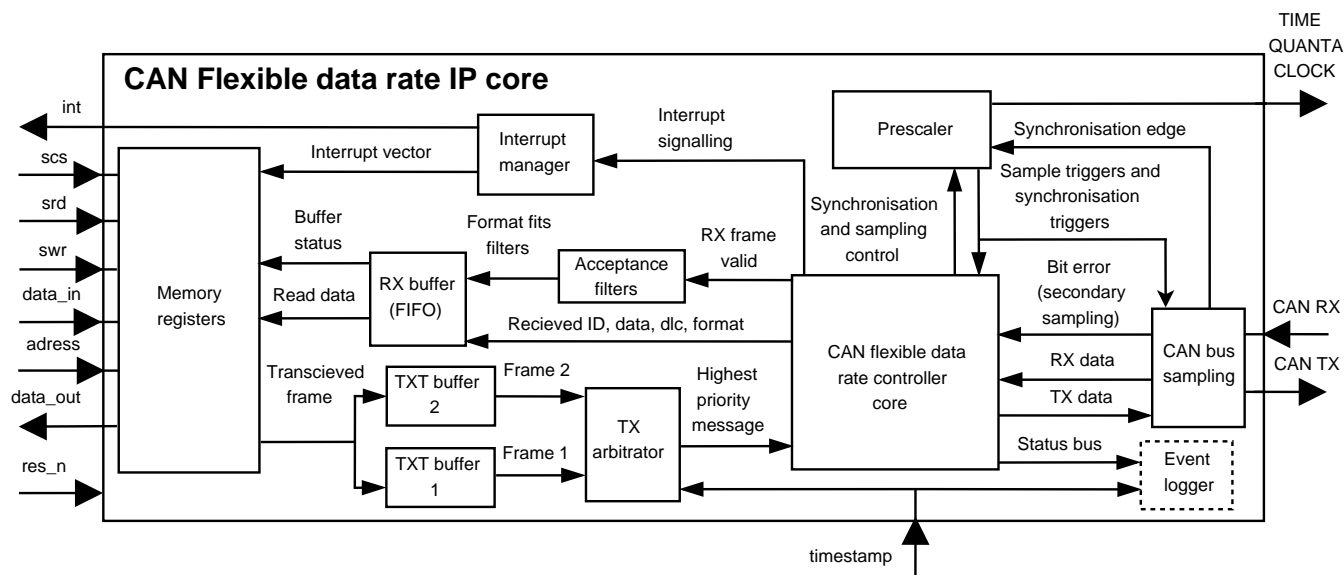 TIME
QUANTA
CLOCK
CAN Flexible data rate IP core
int
scs
srd
swr
data_in
adress
data_out
res_n
Memory
registers
Interrupt vector
Interrupt
manager
Interrupt
signalling
Prescaler
Synchronisation edge
Sample triggers and
synchronisation
triggers
Synchronisation
and sampling
control
Buffer
status
Read data
RX buffer
(FIFO)
Format fits
filters
Acceptance
filters
RX frame
valid
Recieved ID, data, dlc, format
Bit error
(secondary
sampling)
RX data
TX data
CAN flexible data
rate controller
core
CAN bus
sampling
CAN RX
CAN TX
Transcieved
frame
TXT buffer
2
Frame 2
TXT buffer
1
Frame 1
TX
arbitrator
Highest
priority
message
Status bus
Event
logger
timestamp